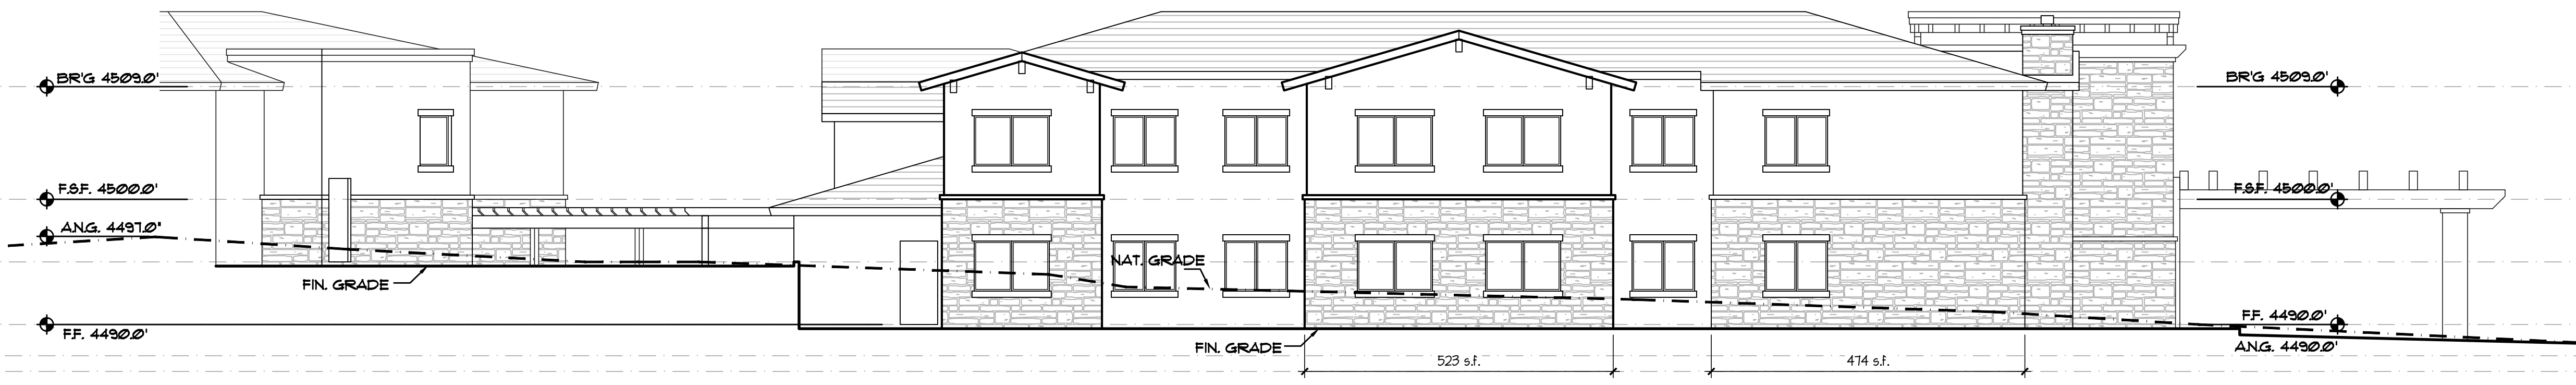 BR'G 4509.0'
BR'G 4509.0'
F.S.F. 4500.0'
F.S.F. 4500.0'
A.N.G. 4497.0"
NAT. GRADE
FIN. GRADE
F.F. 4490.0'
F.F. 4490.0'
FIN. GRADE
A.N.G. 4490.0'
523 s.f.
474 s.f.